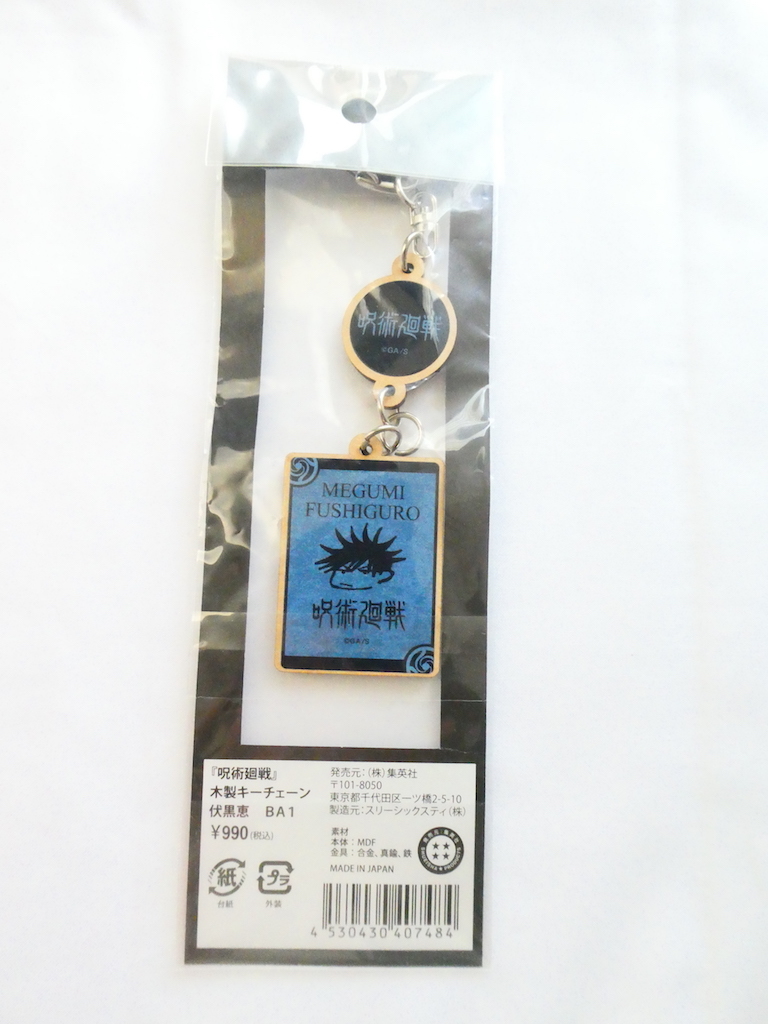 呪術廻戦
©GA/S
MEGUMI
FUSHIGURO
呪術廻戦
©GA/S
『呪術廻戦』
木製キーチェーン
伏黒恵 BA1
¥990(税込)
紙
台紙
プラ
外装
発売元:(株)集英社
〒101-8050
東京都千代田区一ツ橋2-5-10
製造元:スリーシックスティ(株)
素材
本体:MDF
金具:合金、真鍮、鉄
MADE IN JAPAN
4 530430 407484